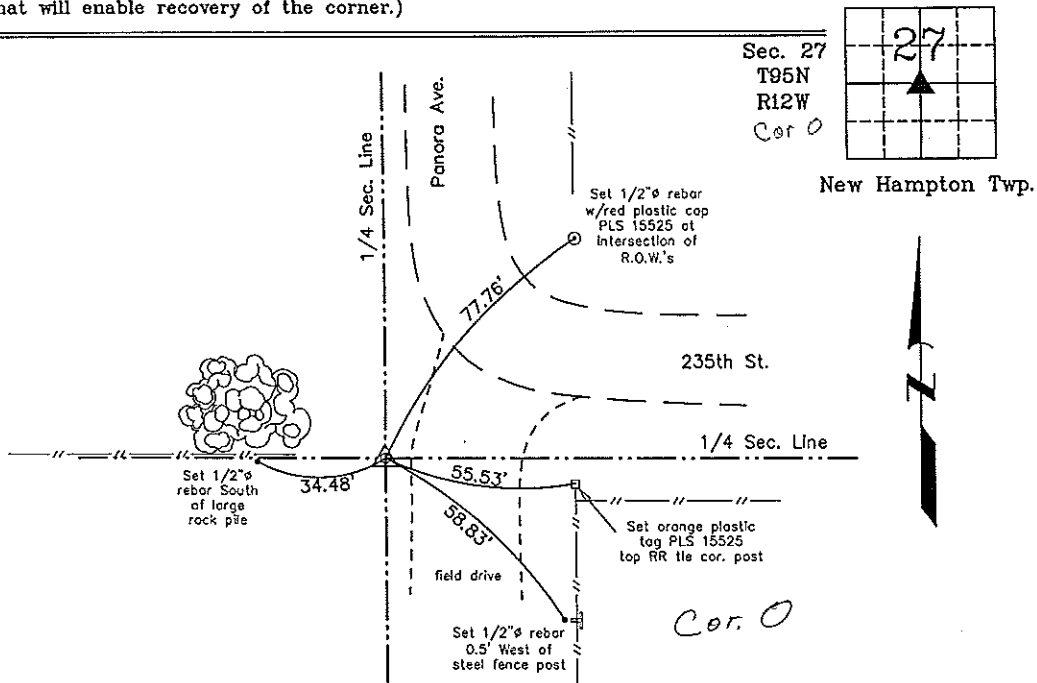 hat will enable recovery of the corner.)
Sec. 27
T95N
R12W
Cor O
27
New Hampton Twp.
1/4 Sec. Line
Panora Ave.
Set 1/2"ø rebar
w/red plastic cap
PLS 15525 at
intersection of
R.O.W.'s
77.76'
235th St.
N
1/4 Sec. Line
Set 1/2"ø
rebar South
of large
rock pile
34.48'
55.53'
58.83'
Set orange plastic
tag PLS 15525
top RR tie cor. post
field drive
Set 1/2"ø rebar
0.5' West of
steel fence post
Cor. O